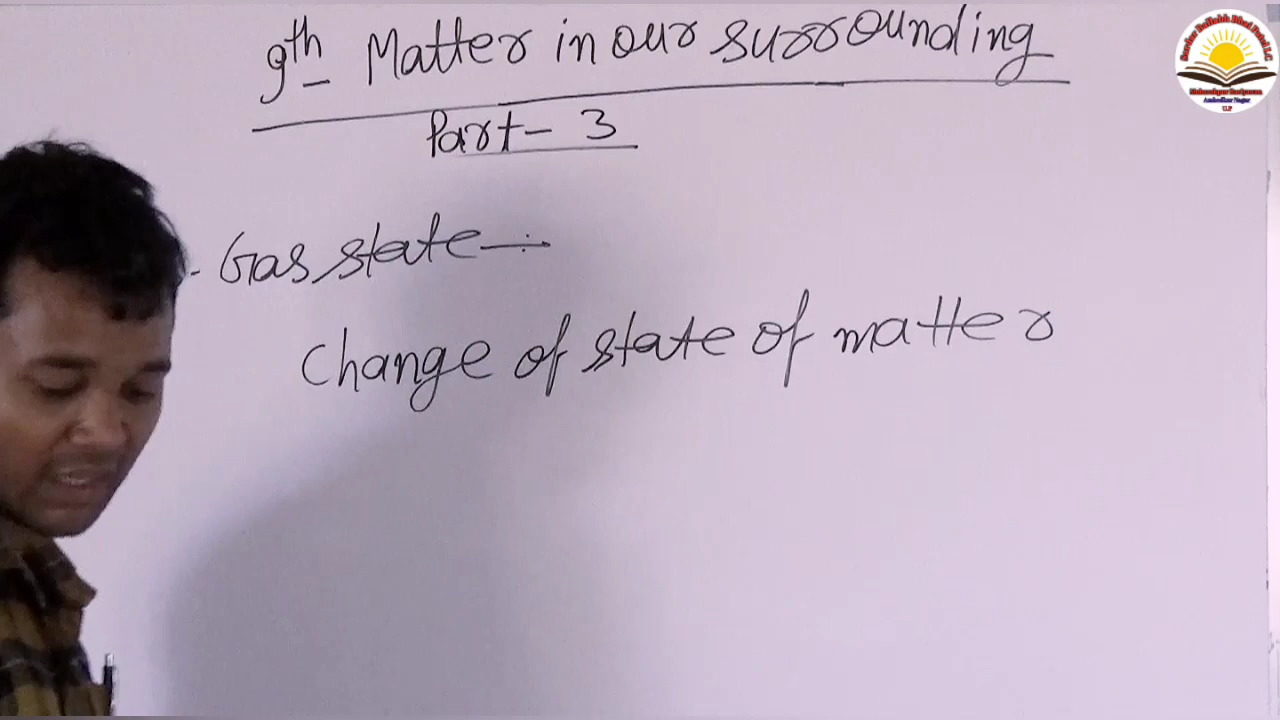 9th - Matter in our surrounding
Part - 3
- Gas state ÷
Change of state of matter
U.P